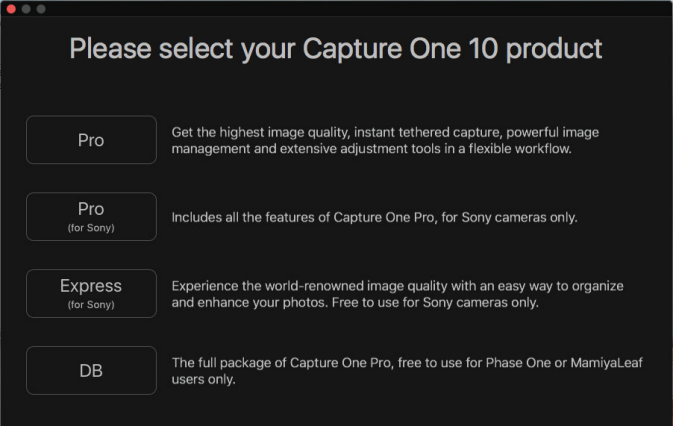 Please select your Capture One 10 product
Pro
Get the highest image quality, instant tethered capture, powerful image
management and extensive adjustment tools in a flexible workflow.
Pro
(for Sony)
Includes all the features of Capture One Pro, for Sony cameras only.
Express
(for Sony)
Experience the world-renowned image quality with an easy way to organize
and enhance your photos. Free to use for Sony cameras only.
DB
The full package of Capture One Pro, free to use for Phase One or MamiyaLeaf
users only.